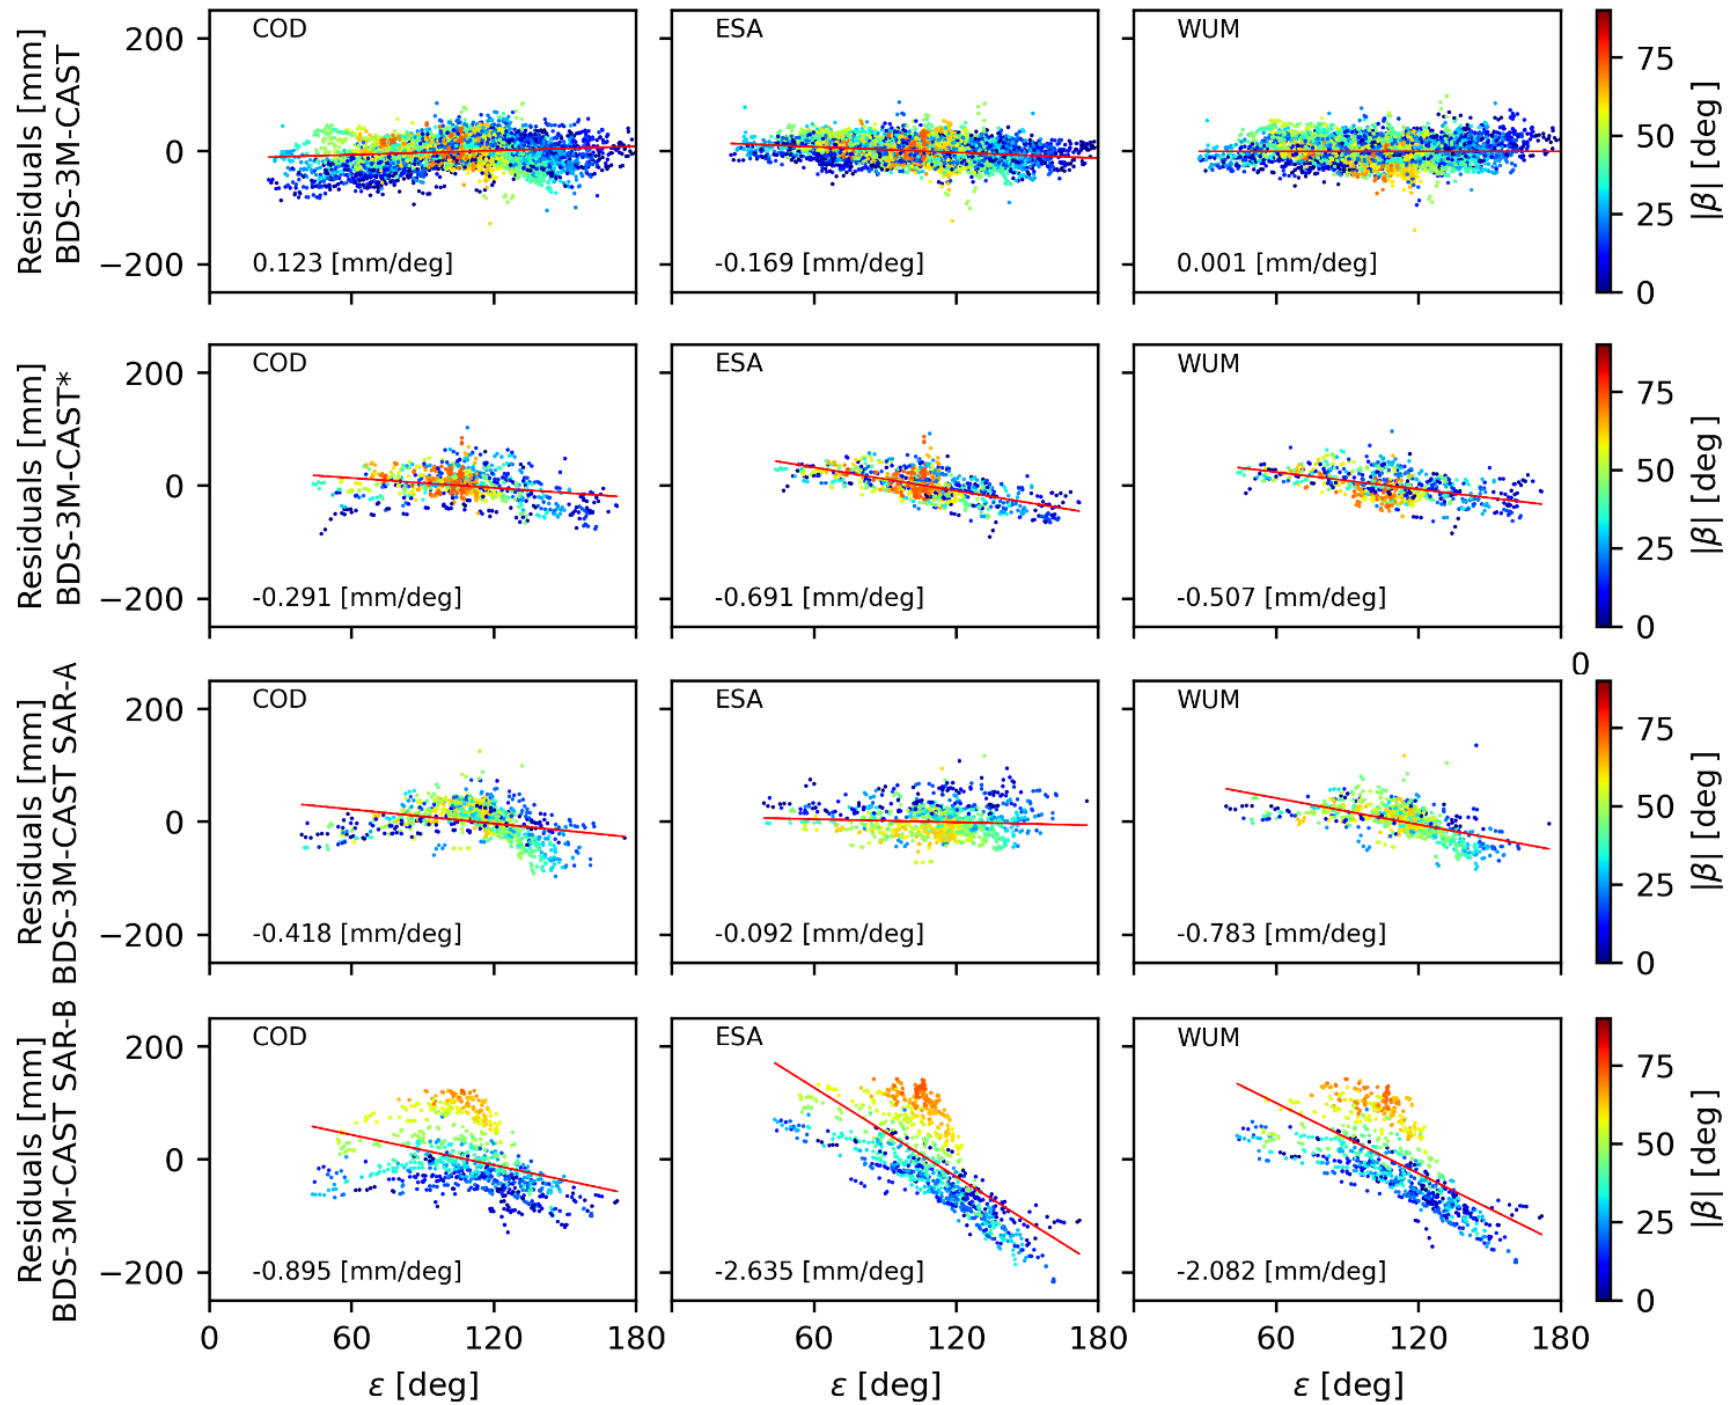 Residuals [mm]
BDS-3M-CAST
200
0
−200
COD
0.123 [mm/deg]
ESA
-0.169 [mm/deg]
WUM
0.001 [mm/deg]
75
50
25
0
|β| [deg]
Residuals [mm]
BDS-3M-CAST*
200
0
−200
COD
-0.291 [mm/deg]
ESA
-0.691 [mm/deg]
WUM
-0.507 [mm/deg]
75
50
25
0
|β| [deg]
0
Residuals [mm]
BDS-3M-CAST SAR-A
200
0
−200
COD
-0.418 [mm/deg]
ESA
-0.092 [mm/deg]
WUM
-0.783 [mm/deg]
75
50
25
0
|β| [deg]
Residuals [mm]
BDS-3M-CAST SAR-B
200
0
−200
COD
-0.895 [mm/deg]
ESA
-2.635 [mm/deg]
WUM
-2.082 [mm/deg]
75
50
25
0
|β| [deg]
0 60 120 180 60 120 180 60 120 180
ε [deg] ε [deg] ε [deg]